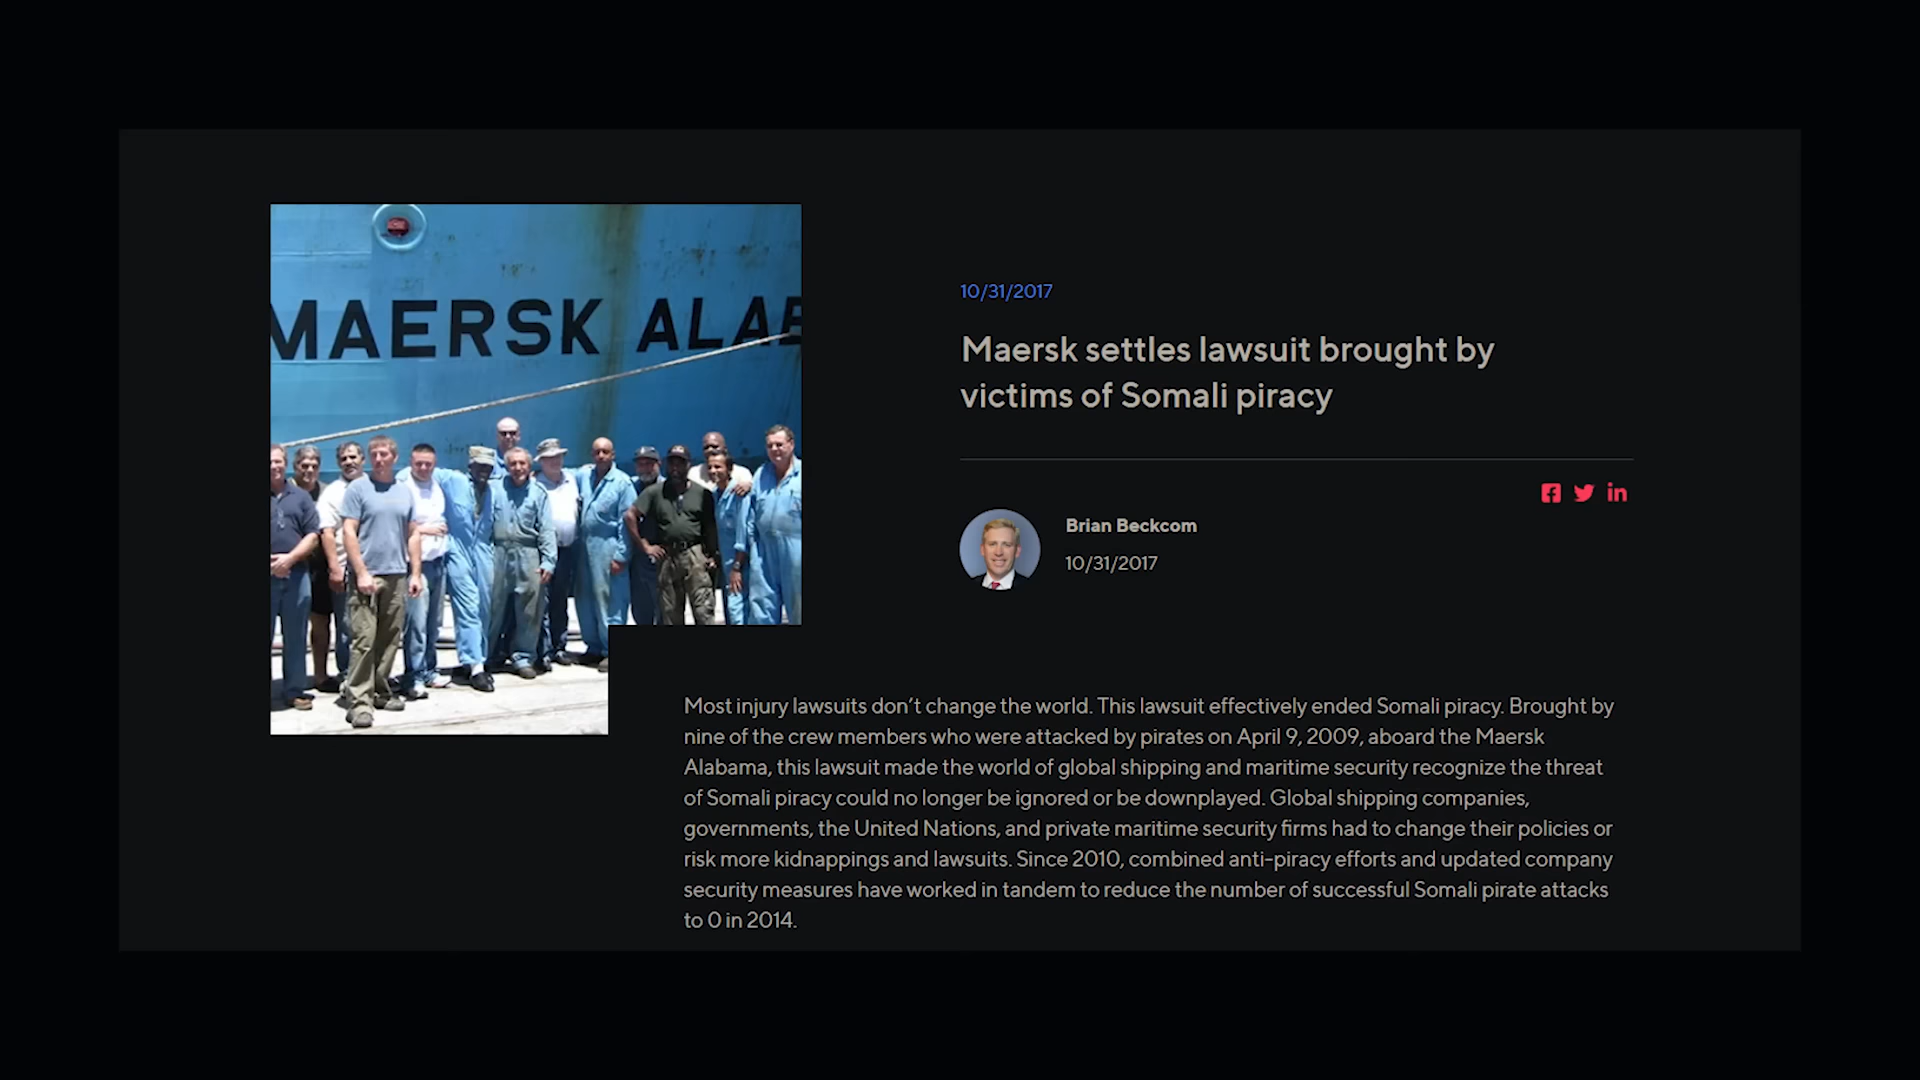 MAERSK ALAB
10/31/2017
Maersk settles lawsuit brought by
victims of Somali piracy
Brian Beckcom
10/31/2017
Most injury lawsuits don’t change the world. This lawsuit effectively ended Somali piracy. Brought by
nine of the crew members who were attacked by pirates on April 9, 2009, aboard the Maersk
Alabama, this lawsuit made the world of global shipping and maritime security recognize the threat
of Somali piracy could no longer be ignored or be downplayed. Global shipping companies,
governments, the United Nations, and private maritime security firms had to change their policies or
risk more kidnappings and lawsuits. Since 2010, combined anti-piracy efforts and updated company
security measures have worked in tandem to reduce the number of successful Somali pirate attacks
to 0 in 2014.